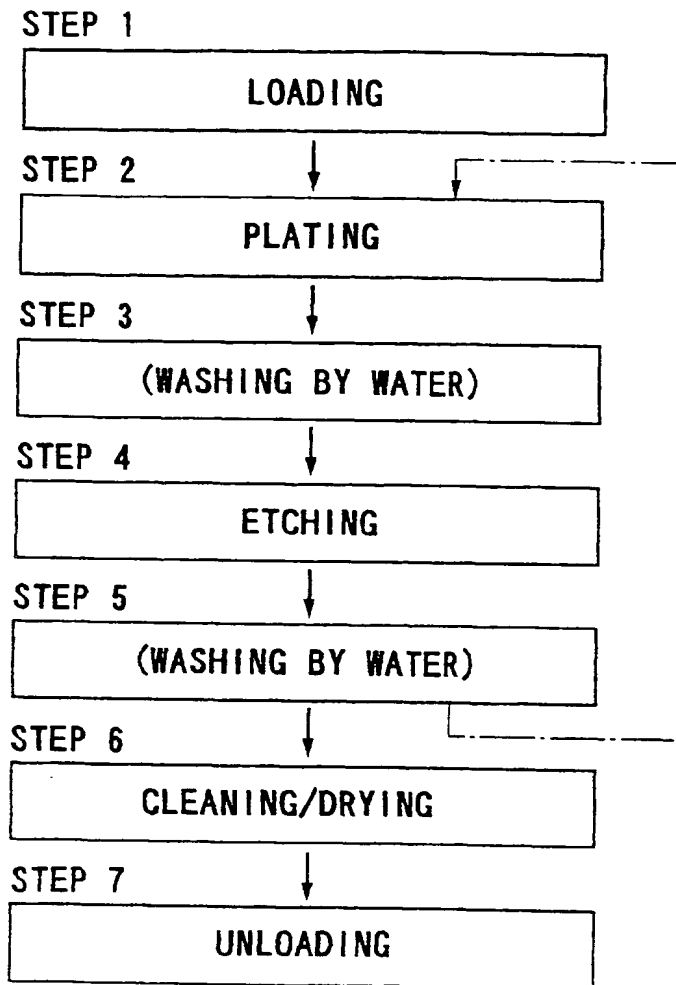 STEP 1
LOADING
STEP 2
PLATING
STEP 3
(WASHING BY WATER)
STEP 4
ETCHING
STEP 5
(WASHING BY WATER)
STEP 6
CLEANING/DRYING
STEP 7
UNLOADING